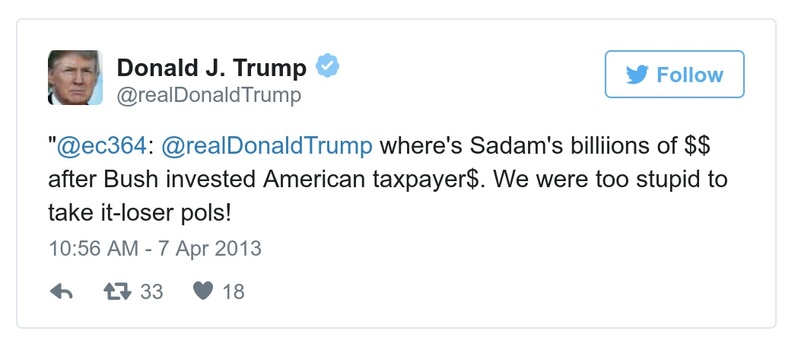 Donald J. Trump
Follow
@realDonaldTrump
"@ec364: @realDonaldTrump where's Sadam's billiions of $$
after Bush invested American taxpayer$. We were too stupid to
take it-loser pols!
10:56 AM - 7 Apr 2013
33 18